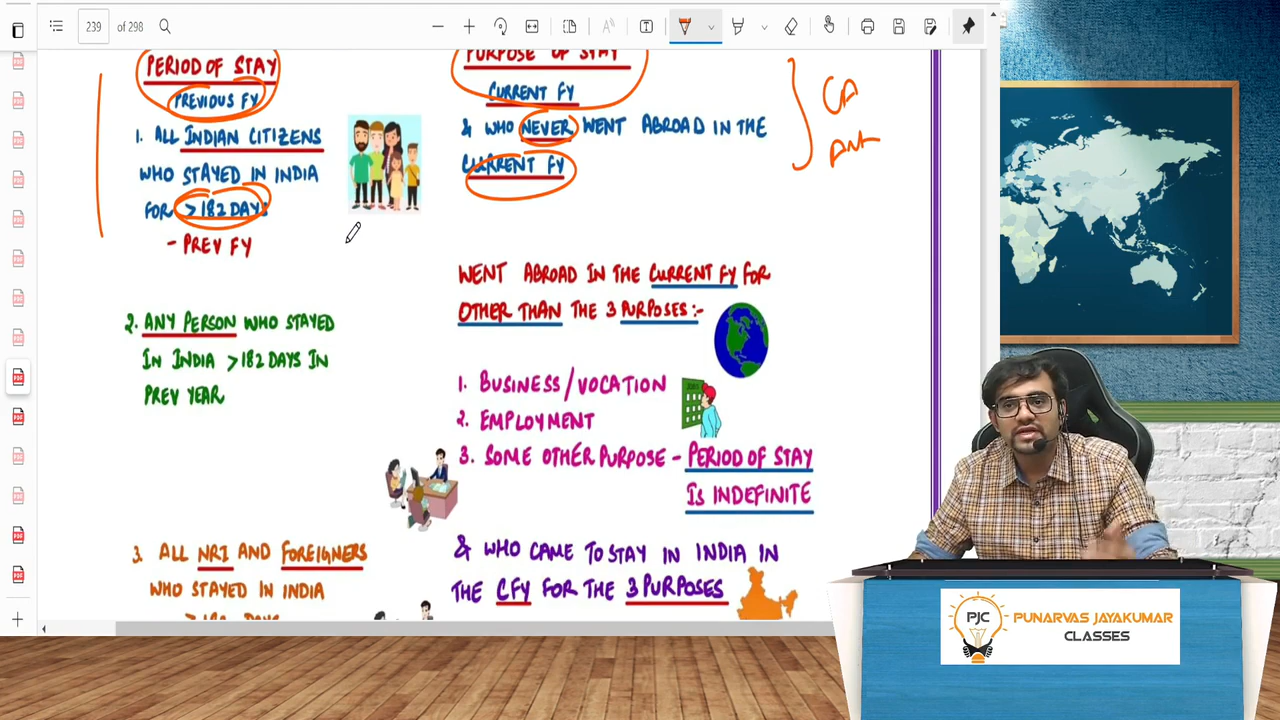 239 of 298
PERIOD OF STAY
PREVIOUS FY
1. ALL INDIAN CITIZENS
WHO STAYED IN INDIA
FOR >182 DAYS
- PREV FY
PURPOSE OF STAY
CURRENT FY
& WHO NEVER WENT ABROAD IN THE
CURRENT FY
CA
WENT ABROAD IN THE CURRENT FY FOR
OTHER THAN THE 3 PURPOSES:-
2. ANY PERSON WHO STAYED
IN INDIA >182 DAYS IN
PREV YEAR
1. BUSINESS/VOCATION
2. EMPLOYMENT
3. SOME OTHER PURPOSE - PERIOD OF STAY
IS INDEFINITE
3. ALL NRI AND FOREIGNERS
WHO STAYED IN INDIA
>182 DAYS
& WHO CAME TO STAY IN INDIA IN
THE CFY FOR THE 3 PURPOSES
PJC
PUNARVAS JAYAKUMAR
CLASSES